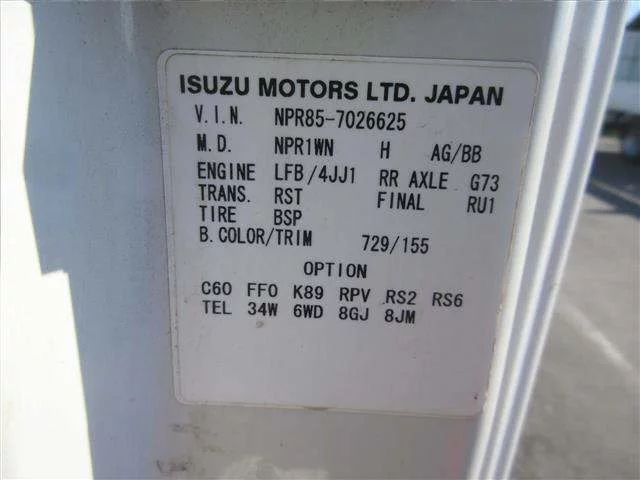 ISUZU MOTORS LTD. JAPAN
V.I.N. NPR85-7026625
M.D. NPR1WN H AG/BB
ENGINE LFB/4JJ1 RR AXLE G73
TRANS. RST FINAL RU1
TIRE BSP
B.COLOR/TRIM 729/155
OPTION
C60 FF0 K89 RPV RS2 RS6
TEL 34W 6WD 8GJ 8JM